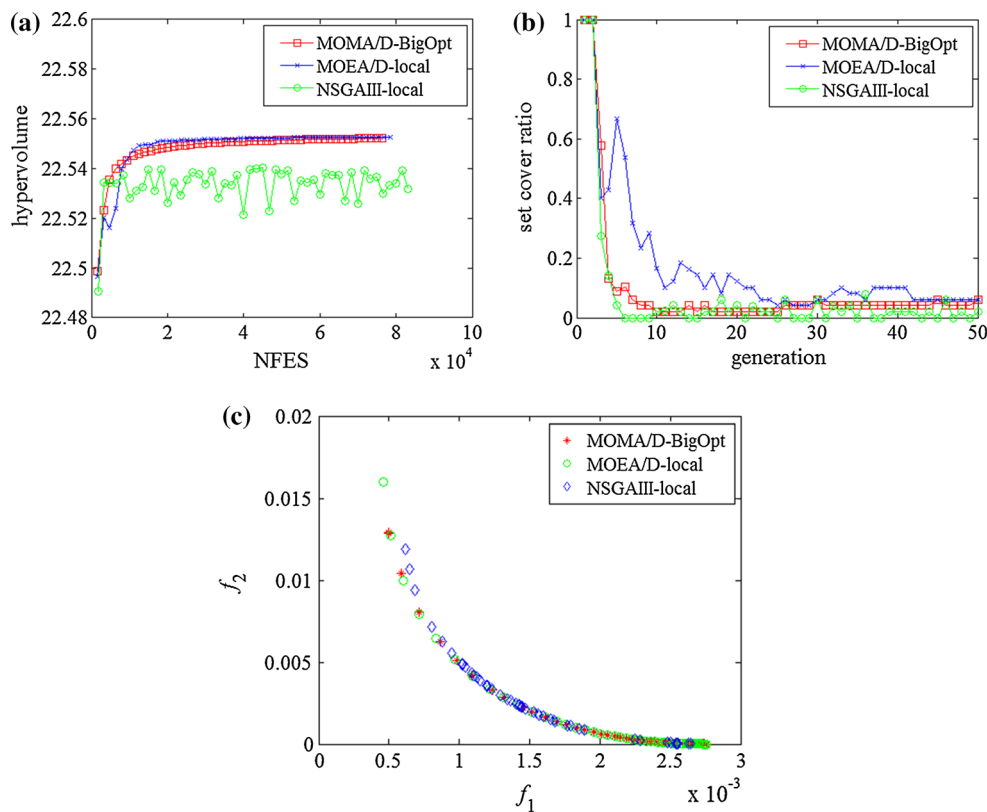 (a)
22.6
22.58
22.56
22.54
22.52
22.5
22.48
hypervolume
0
2
4
6
8
10
NFES
x 10^4
MOMA/D-BigOpt
MOEA/D-local
NSGAIII-local
(b)
1
0.8
0.6
0.4
0.2
0
set cover ratio
0
10
20
30
40
50
generation
MOMA/D-BigOpt
MOEA/D-local
NSGAIII-local
(c)
0.02
0.015
0.01
0.005
0
f_2
0
0.5
1
1.5
2
2.5
3
f_1
x 10^-3
MOMA/D-BigOpt
MOEA/D-local
NSGAIII-local